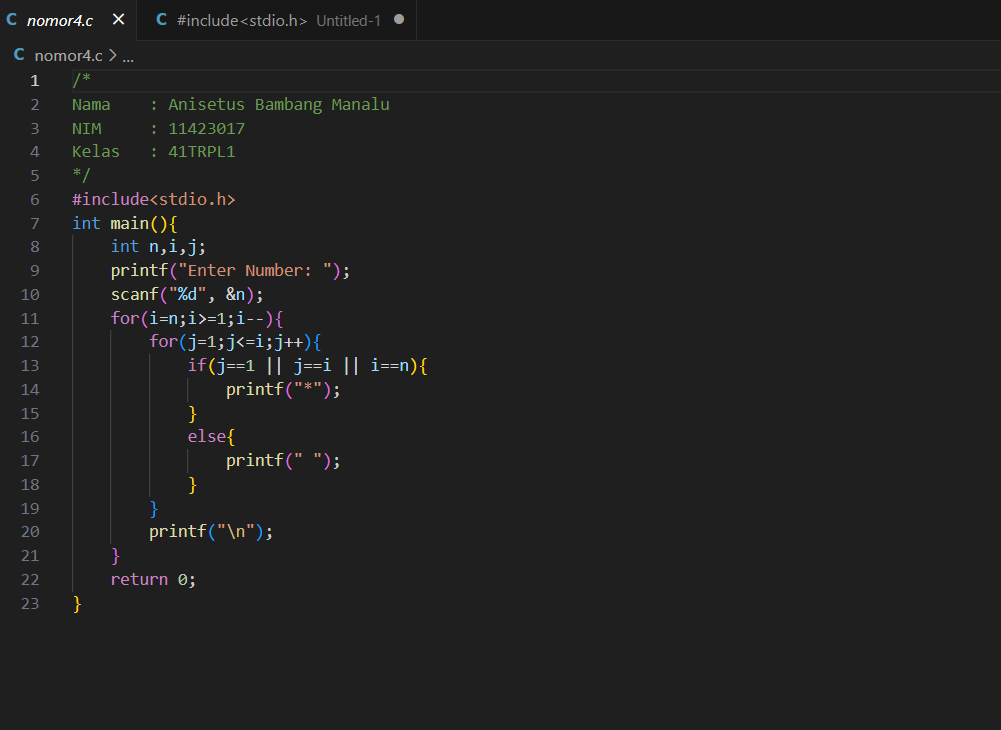 nomor4.c
#include<stdio.h> Untitled-1
nomor4.c > ...
1 /*
2 Nama    : Anisetus Bambang Manalu
3 NIM     : 11423017
4 Kelas   : 41TRPL1
5 */
6 #include<stdio.h>
7 int main(){
8     int n,i,j;
9     printf("Enter Number: ");
10     scanf("%d", &n);
11     for(i=n;i>=1;i--){
12         for(j=1;j<=i;j++){
13             if(j==1 || j==i || i==n){
14                 printf("*");
15             }
16             else{
17                 printf(" ");
18             }
19         }
20         printf("\n");
21     }
22     return 0;
23 }